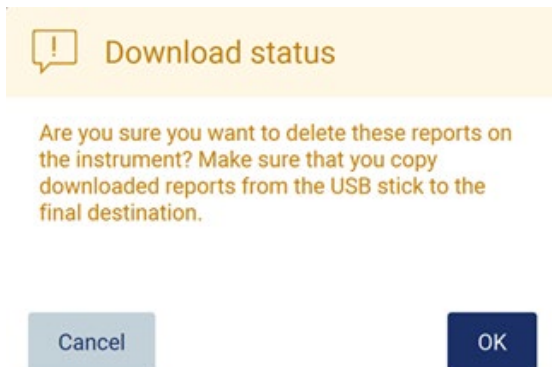 Download status
Are you sure you want to delete these reports on
the instrument? Make sure that you copy
downloaded reports from the USB stick to the
final destination.
Cancel
OK